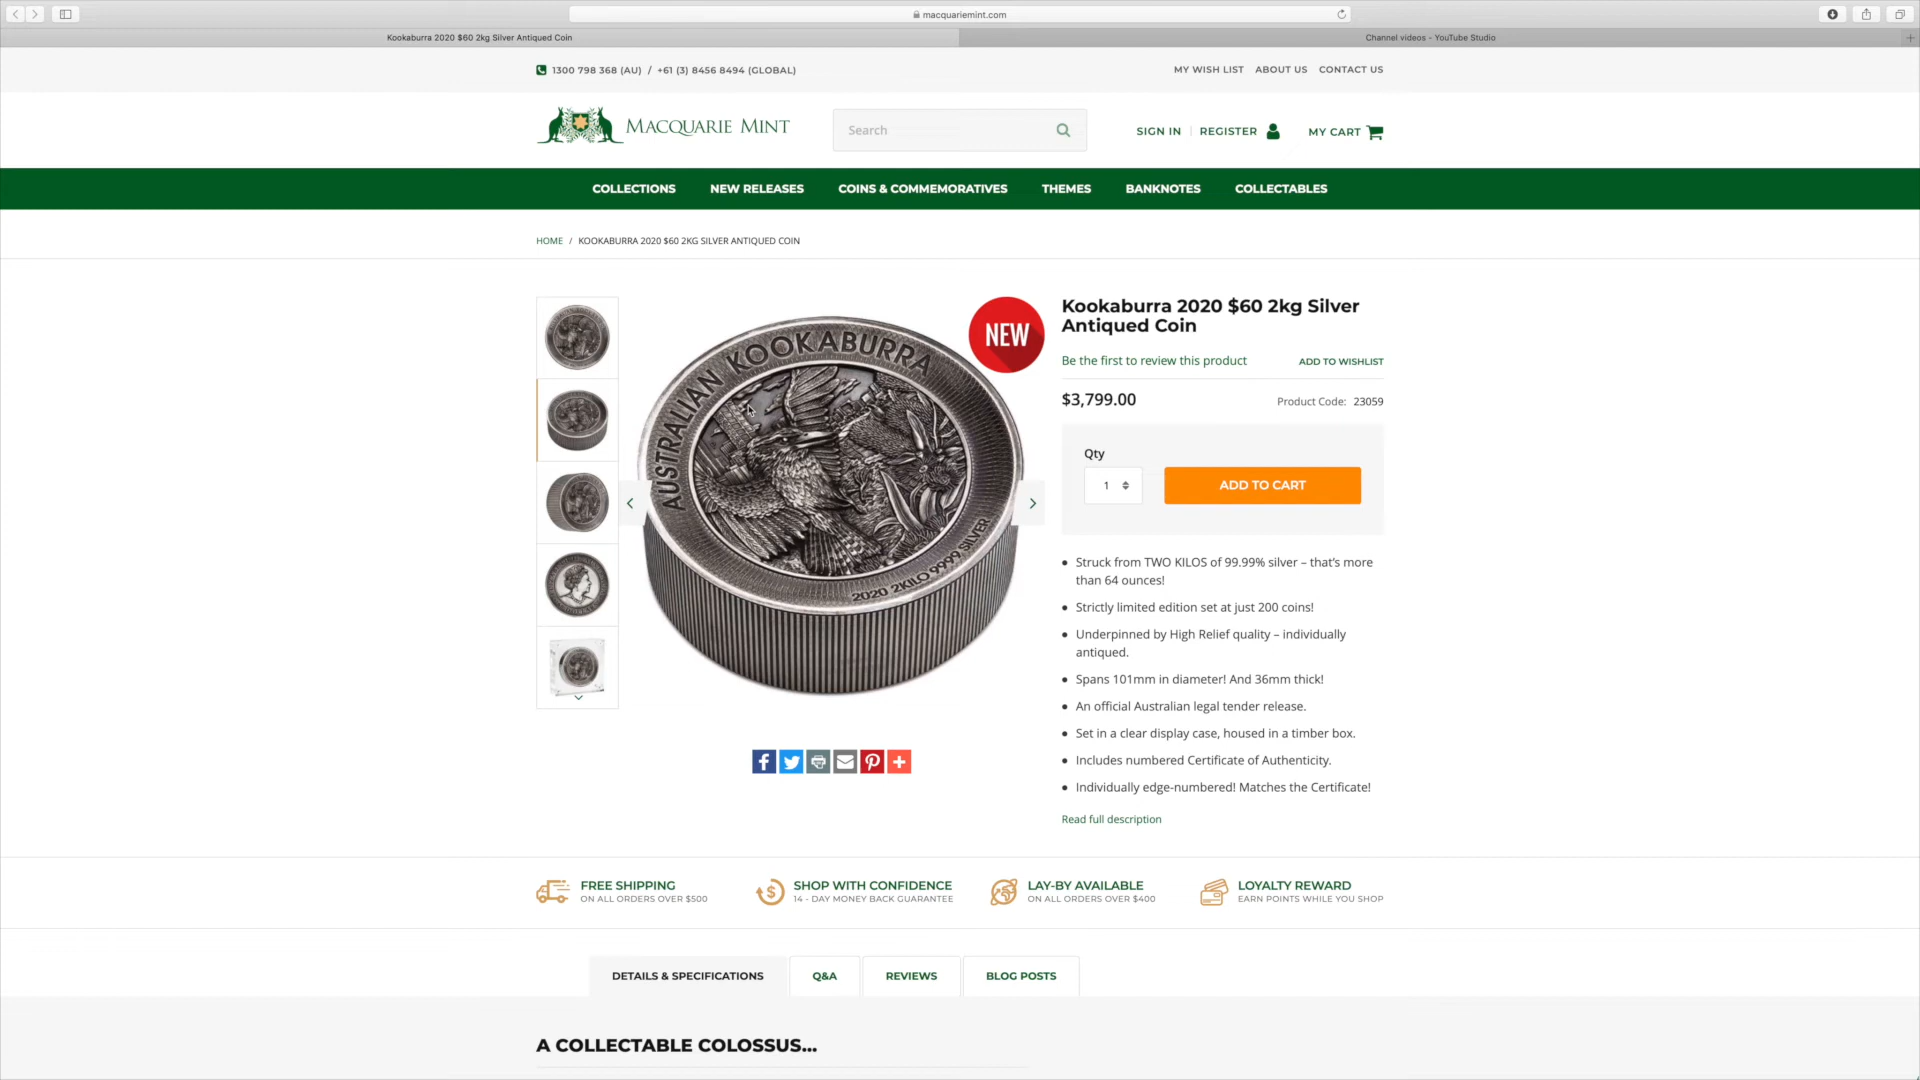 macquariemint.com
Kookaburra 2020 $60 2kg Silver Antiqued Coin
Channel videos - YouTube Studio
1300 798 368 (AU) / +61 (3) 8456 8494 (GLOBAL)
MY WISH LIST ABOUT US CONTACT US
MACQUARIE MINT
Search
SIGN IN | REGISTER
MY CART
COLLECTIONS NEW RELEASES COINS & COMMEMORATIVES THEMES BANKNOTES COLLECTABLES
HOME / KOOKABURRA 2020 $60 2KG SILVER ANTIQUED COIN
AUSTRALIAN KOOKABURRA
2020 2KILO 9999 SILVER
NEW
Kookaburra 2020 $60 2kg Silver
Antiqued Coin
Be the first to review this product
ADD TO WISHLIST
$3,799.00
Product Code: 23059
Qty
1
ADD TO CART
• Struck from TWO KILOS of 99.99% silver – that's more
than 64 ounces!
• Strictly limited edition set at just 200 coins!
• Underpinned by High Relief quality – individually
antiqued.
• Spans 101mm in diameter! And 36mm thick!
• An official Australian legal tender release.
• Set in a clear display case, housed in a timber box.
• Includes numbered Certificate of Authenticity.
• Individually edge-numbered! Matches the Certificate!
Read full description
FREE SHIPPING
ON ALL ORDERS OVER $500
SHOP WITH CONFIDENCE
14 - DAY MONEY BACK GUARANTEE
LAY-BY AVAILABLE
ON ALL ORDERS OVER $400
LOYALTY REWARD
EARN POINTS WHILE YOU SHOP
DETAILS & SPECIFICATIONS
Q&A
REVIEWS
BLOG POSTS
A COLLECTABLE COLOSSUS...